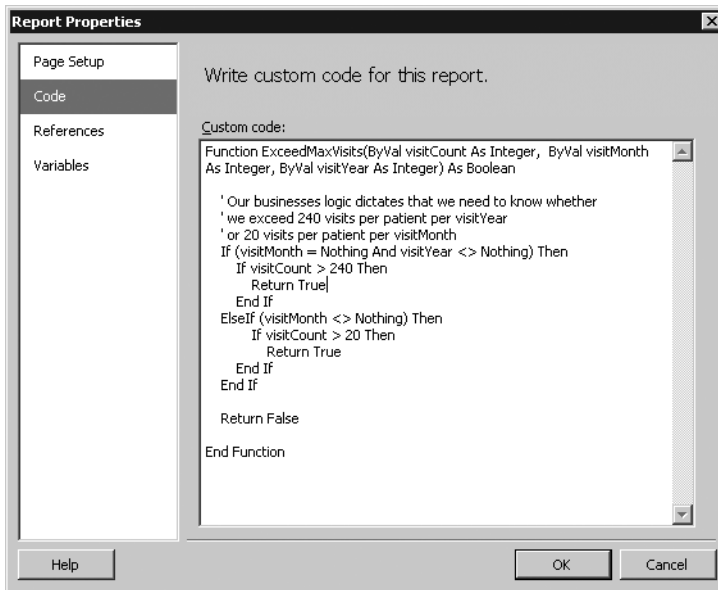 Report Properties
Page Setup
Code
References
Variables
Write custom code for this report.
Custom code:
Function ExceedMaxVisits(ByVal visitCount As Integer,  ByVal visitMonth
As Integer, ByVal visitYear As Integer) As Boolean
' Our businesses logic dictates that we need to know whether
' we exceed 240 visits per patient per visitYear
' or 20 visits per patient per visitMonth
If (visitMonth = Nothing And visitYear <> Nothing) Then
If visitCount > 240 Then
Return True
End If
ElseIf (visitMonth <> Nothing) Then
If visitCount > 20 Then
Return True
End If
End If
Return False
End Function
Help
OK
Cancel